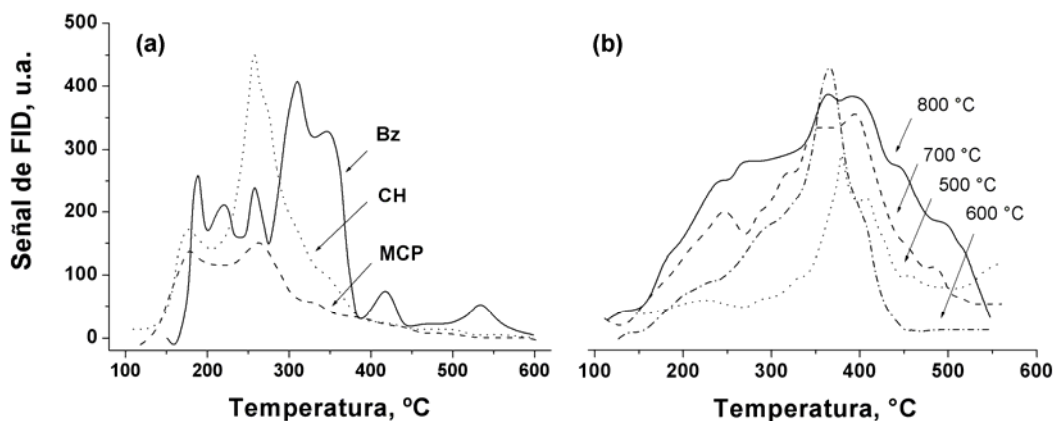 Señal de FID, u.a.
500
400
300
200
100
0
(a)
Bz
CH
MCP
100 200 300 400 500 600
Temperatura, ºC
(b)
800 °C
700 °C
500 °C
600 °C
100 200 300 400 500 600
Temperatura, °C